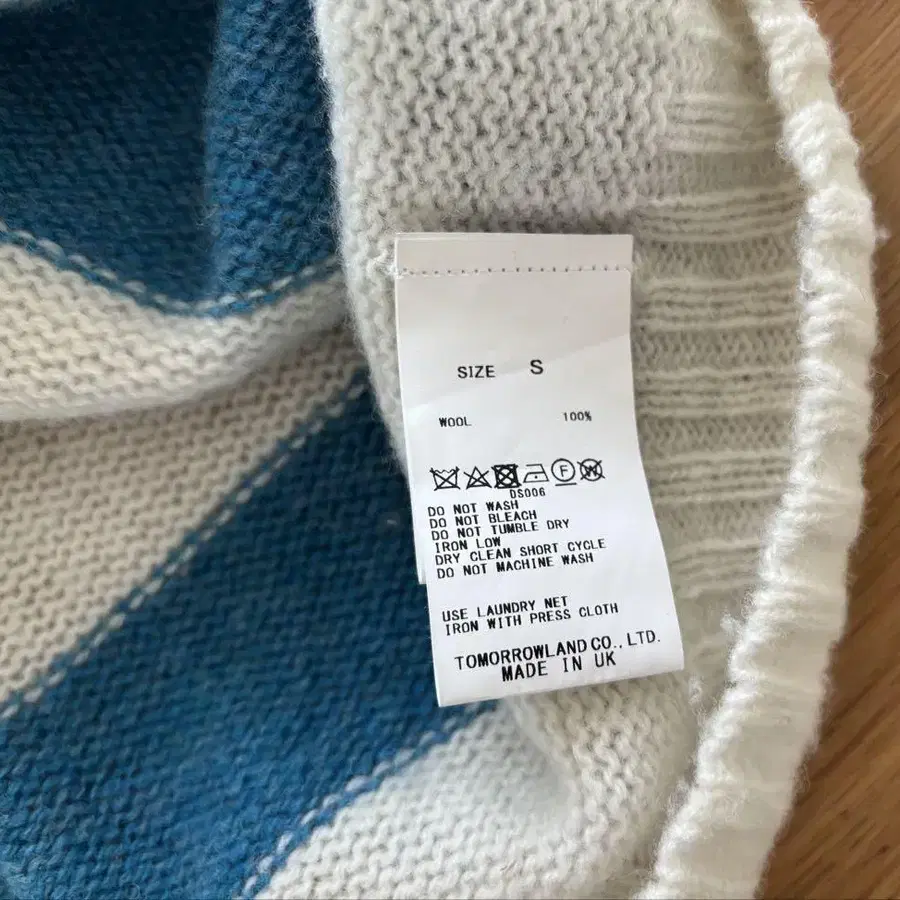 SIZE S
WOOL 100%
F W
DS006
DO NOT WASH
DO NOT BLEACH
DO NOT TUMBLE DRY
IRON LOW
DRY CLEAN SHORT CYCLE
DO NOT MACHINE WASH
USE LAUNDRY NET
IRON WITH PRESS CLOTH
TOMORROWLAND CO., LTD.
MADE IN UK